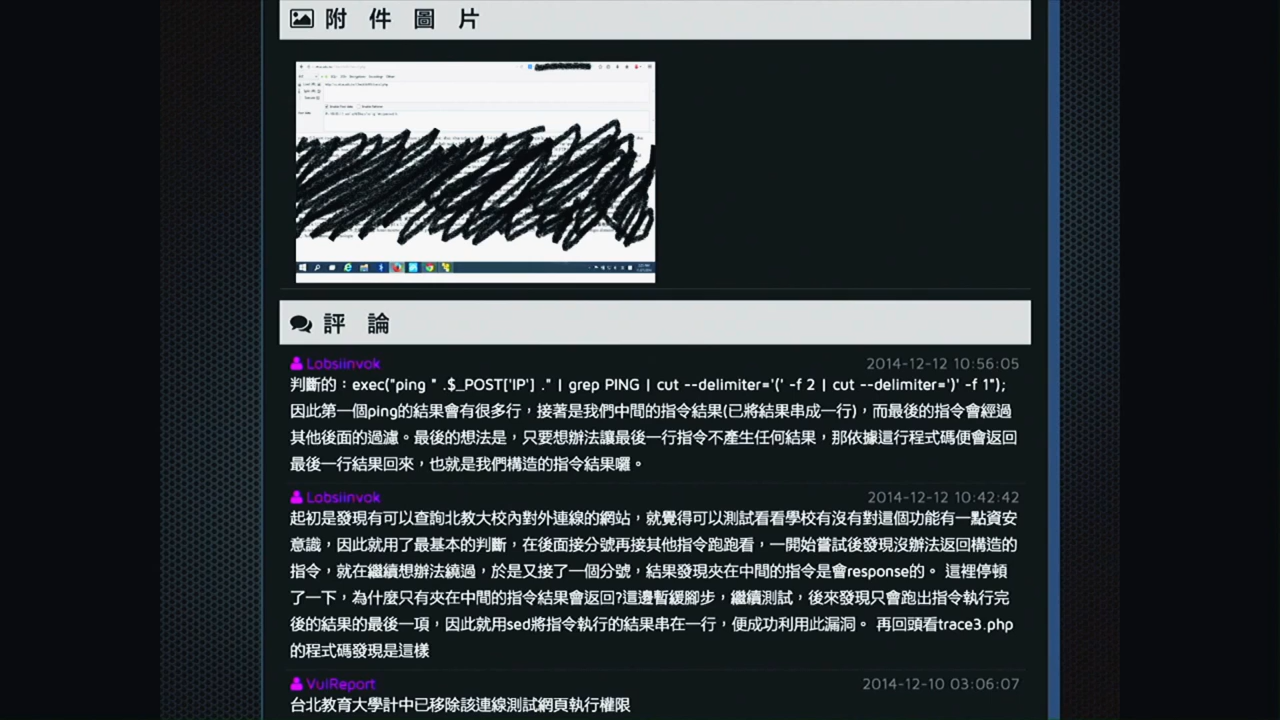 附 件 圖 片
評 論
Lobsiinvok 2014-12-12 10:56:05
判斷的：exec("ping " .$_POST['IP'] ." | grep PING | cut --delimiter='(' -f 2 | cut --delimiter=')' -f 1");
因此第一個ping的結果會有很多行，接著是我們中間的指令結果(已將結果串成一行)，而最後的指令會經過
其他後面的過濾。最後的想法是，只要想辦法讓最後一行指令不產生任何結果，那依據這行程式碼便會返回
最後一行結果回來，也就是我們構造的指令結果囉。
Lobsiinvok 2014-12-12 10:42:42
起初是發現有可以查詢北教大校內對外連線的網站，就覺得可以測試看看學校有沒有對這個功能有一點資安
意識，因此就用了最基本的判斷，在後面接分號再接其他指令跑跑看，一開始嘗試後發現沒辦法返回構造的
指令，就在繼續想辦法繞過，於是又接了一個分號，結果發現夾在中間的指令是會response的。 這裡停頓
了一下，為什麼只有夾在中間的指令結果會返回?這邊暫緩腳步，繼續測試，後來發現只會跑出指令執行完
後的結果的最後一項，因此就用sed將指令執行的結果串在一行，便成功利用此漏洞。 再回頭看trace3.php
的程式碼發現是這樣
VulReport 2014-12-10 03:06:07
台北教育大學計中已移除該連線測試網頁執行權限